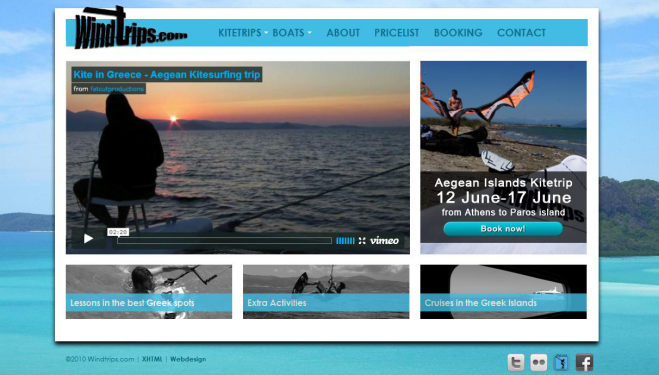 WindTrips.com
KITETRIPS BOATS ABOUT PRICELIST BOOKING CONTACT
Kite in Greece - Aegean Kitesurfing trip
from fatsatproductions
02:20
vimeo
Aegean Islands Kitetrip
12 June-17 June
from Athens to Paros island
Book now!
Lessons in the best Greek spots
Extra Activities
Cruises in the Greek Islands
©2010 Windtrips.com | XHTML | Webdesign